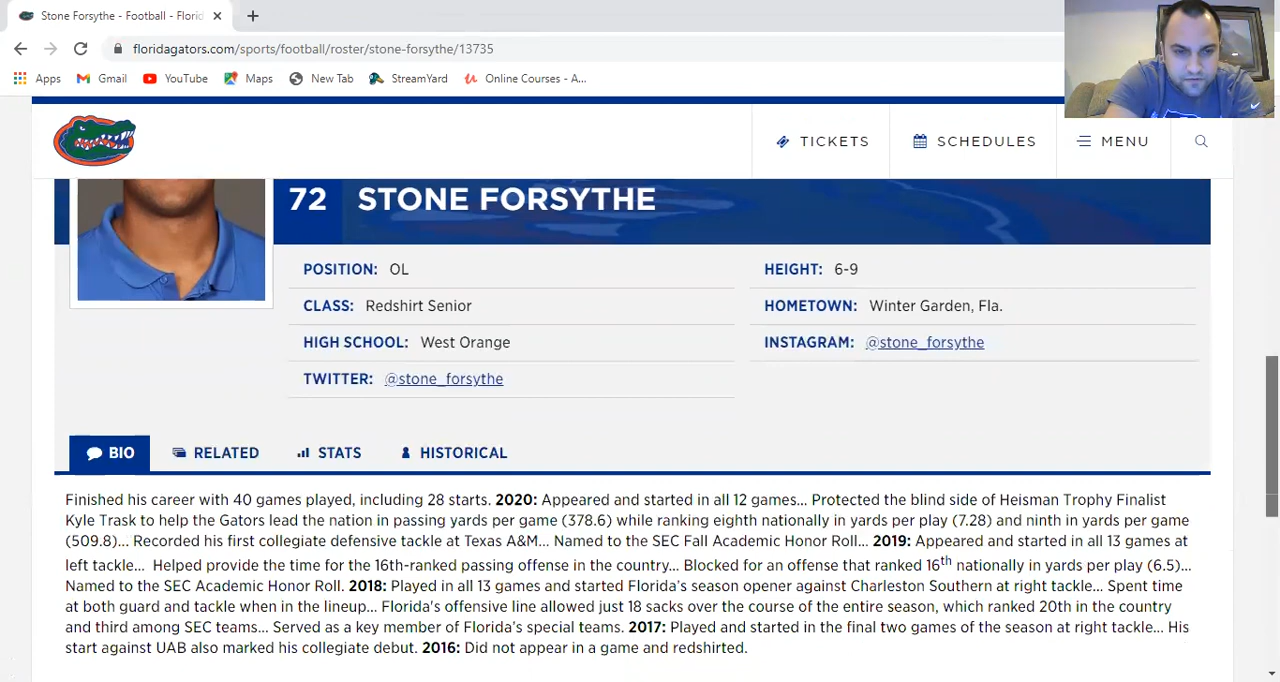 Stone Forsythe - Football - Florid
floridagators.com/sports/football/roster/stone-forsythe/13735
Apps Gmail YouTube Maps New Tab StreamYard Online Courses - A...
TICKETS SCHEDULES MENU
72 STONE FORSYTHE
POSITION: OL HEIGHT: 6-9
CLASS: Redshirt Senior HOMETOWN: Winter Garden, Fla.
HIGH SCHOOL: West Orange INSTAGRAM: @stone_forsythe
TWITTER: @stone_forsythe
BIO RELATED STATS HISTORICAL
Finished his career with 40 games played, including 28 starts. 2020: Appeared and started in all 12 games... Protected the blind side of Heisman Trophy Finalist
Kyle Trask to help the Gators lead the nation in passing yards per game (378.6) while ranking eighth nationally in yards per play (7.28) and ninth in yards per game
(509.8)... Recorded his first collegiate defensive tackle at Texas A&M... Named to the SEC Fall Academic Honor Roll... 2019: Appeared and started in all 13 games at
left tackle... Helped provide the time for the 16th-ranked passing offense in the country... Blocked for an offense that ranked 16th nationally in yards per play (6.5)...
Named to the SEC Academic Honor Roll. 2018: Played in all 13 games and started Florida's season opener against Charleston Southern at right tackle... Spent time
at both guard and tackle when in the lineup... Florida's offensive line allowed just 18 sacks over the course of the entire season, which ranked 20th in the country
and third among SEC teams... Served as a key member of Florida's special teams. 2017: Played and started in the final two games of the season at right tackle... His
start against UAB also marked his collegiate debut. 2016: Did not appear in a game and redshirted.